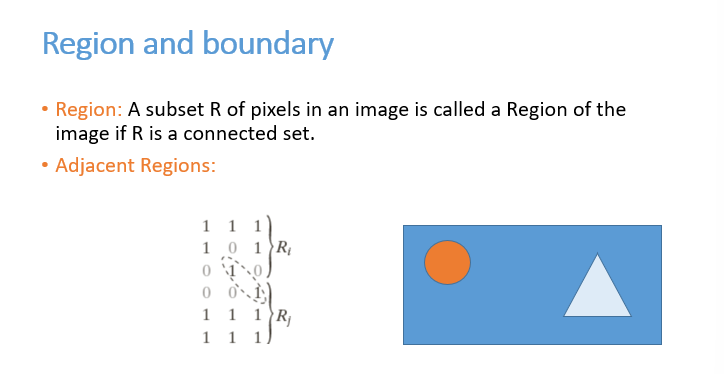 Region and boundary
• Region: A subset R of pixels in an image is called a Region of the
image if R is a connected set.
• Adjacent Regions:
1 1 1
1 0 1 Rᵢ
0 1 0
0 0 1
1 1 1 Rⱼ
1 1 1